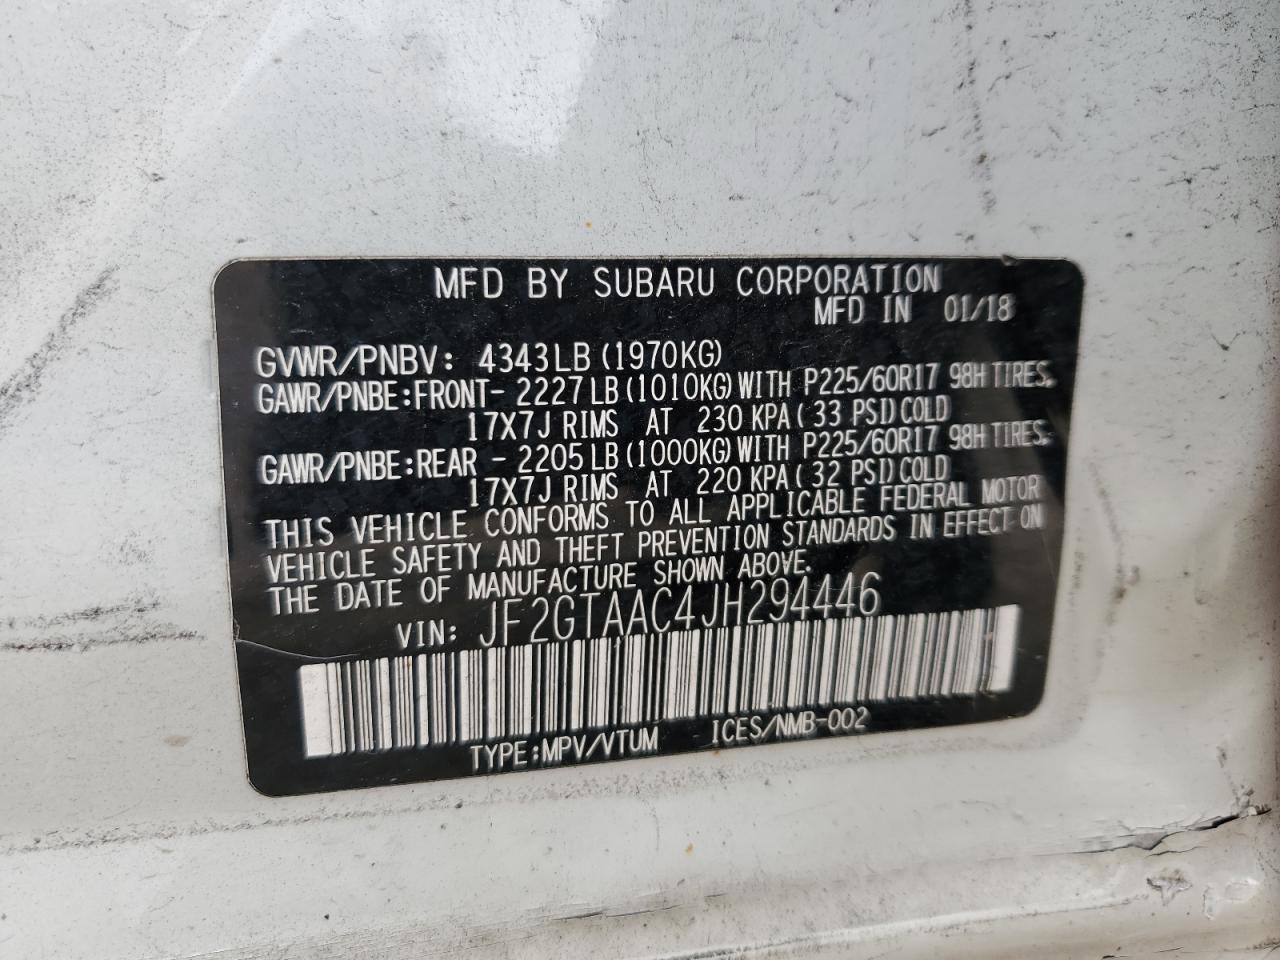 MFD BY SUBARU CORPORATION
MFD IN 01/18
GVWR/PNBV: 4343LB (1970KG)
GAWR/PNBE:FRONT- 2227LB (1010KG) WITH P225/60R17 98H TIRES.
17X7J RIMS AT 230 KPA( 33 PSI) COLD
GAWR/PNBE:REAR - 2205LB (1000KG) WITH P225/60R17 98H TIRES.
17X7J RIMS AT 220 KPA( 32 PSI) COLD
THIS VEHICLE CONFORMS TO ALL APPLICABLE FEDERAL MOTOR
VEHICLE SAFETY AND THEFT PREVENTION STANDARDS IN EFFECT ON
THE DATE OF MANUFACTURE SHOWN ABOVE.
VIN: JF2GTAAC4JH294446
TYPE:MPV/VTUM ICES/NMB-002